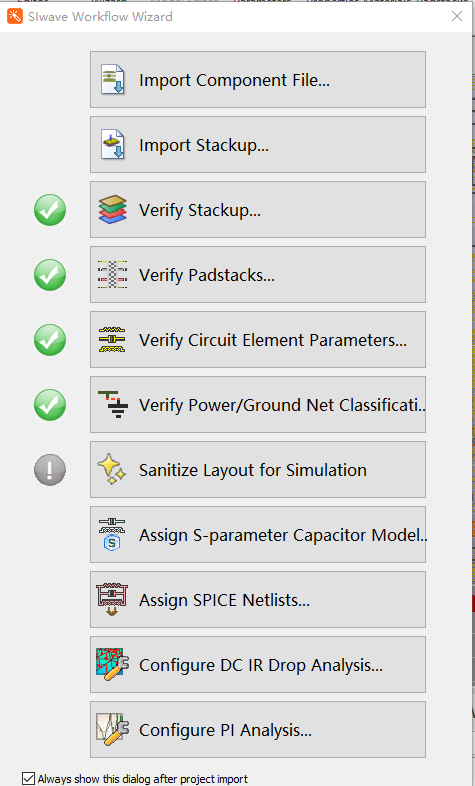 SIwave Workflow Wizard
Import Component File...
Import Stackup...
Verify Stackup...
Verify Padstacks...
Verify Circuit Element Parameters...
Verify Power/Ground Net Classificati..
Sanitize Layout for Simulation
Assign S-parameter Capacitor Model..
Assign SPICE Netlists...
Configure DC IR Drop Analysis...
Configure PI Analysis...
Always show this dialog after project import